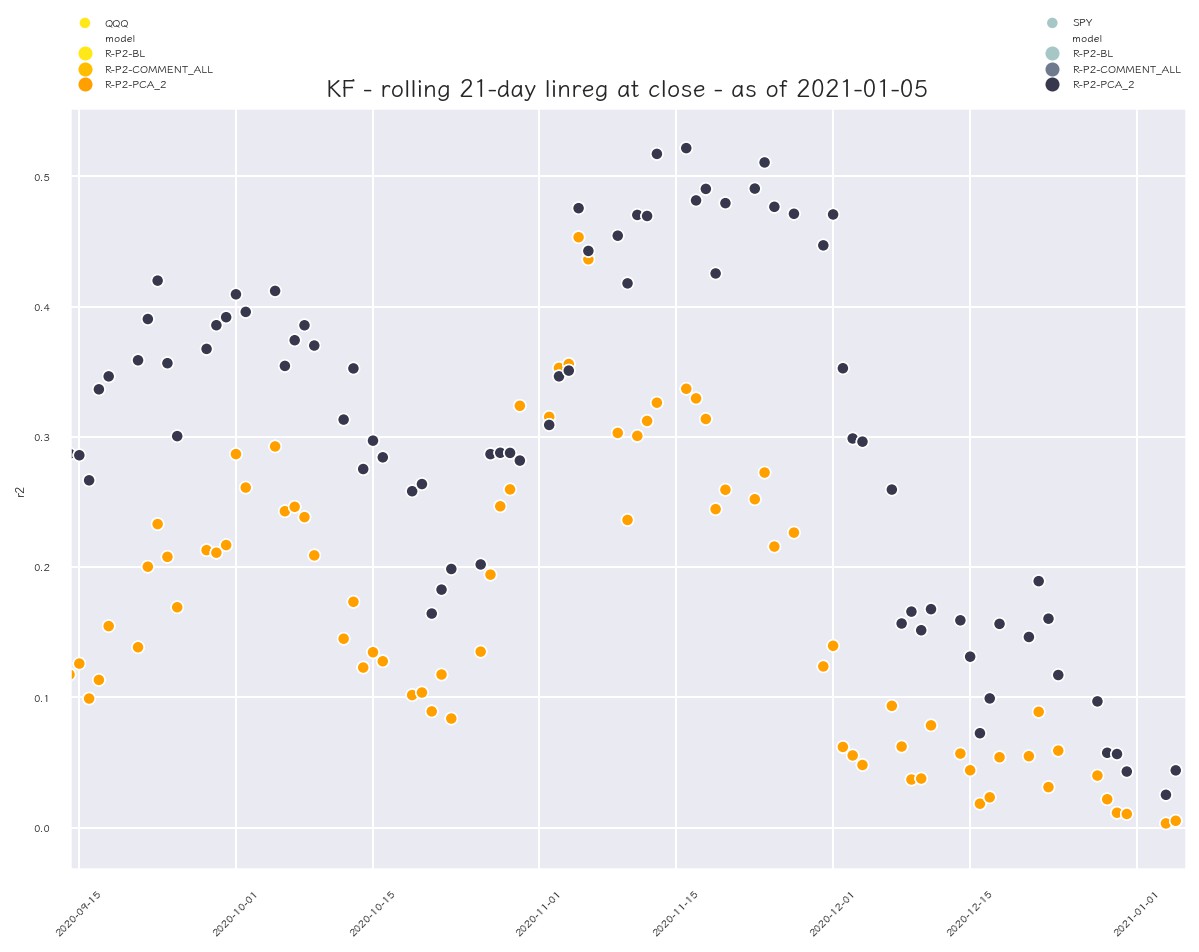 QQQ
model
R-P2-BL
R-P2-COMMENT_ALL
R-P2-PCA_2
SPY
model
R-P2-BL
R-P2-COMMENT_ALL
R-P2-PCA_2
KF - rolling 21-day linreg at close - as of 2021-01-05
0.5
0.4
0.3
0.2
0.1
0.0
r2
2020-09-15
2020-10-01
2020-10-15
2020-11-01
2020-11-15
2020-12-01
2020-12-15
2021-01-01